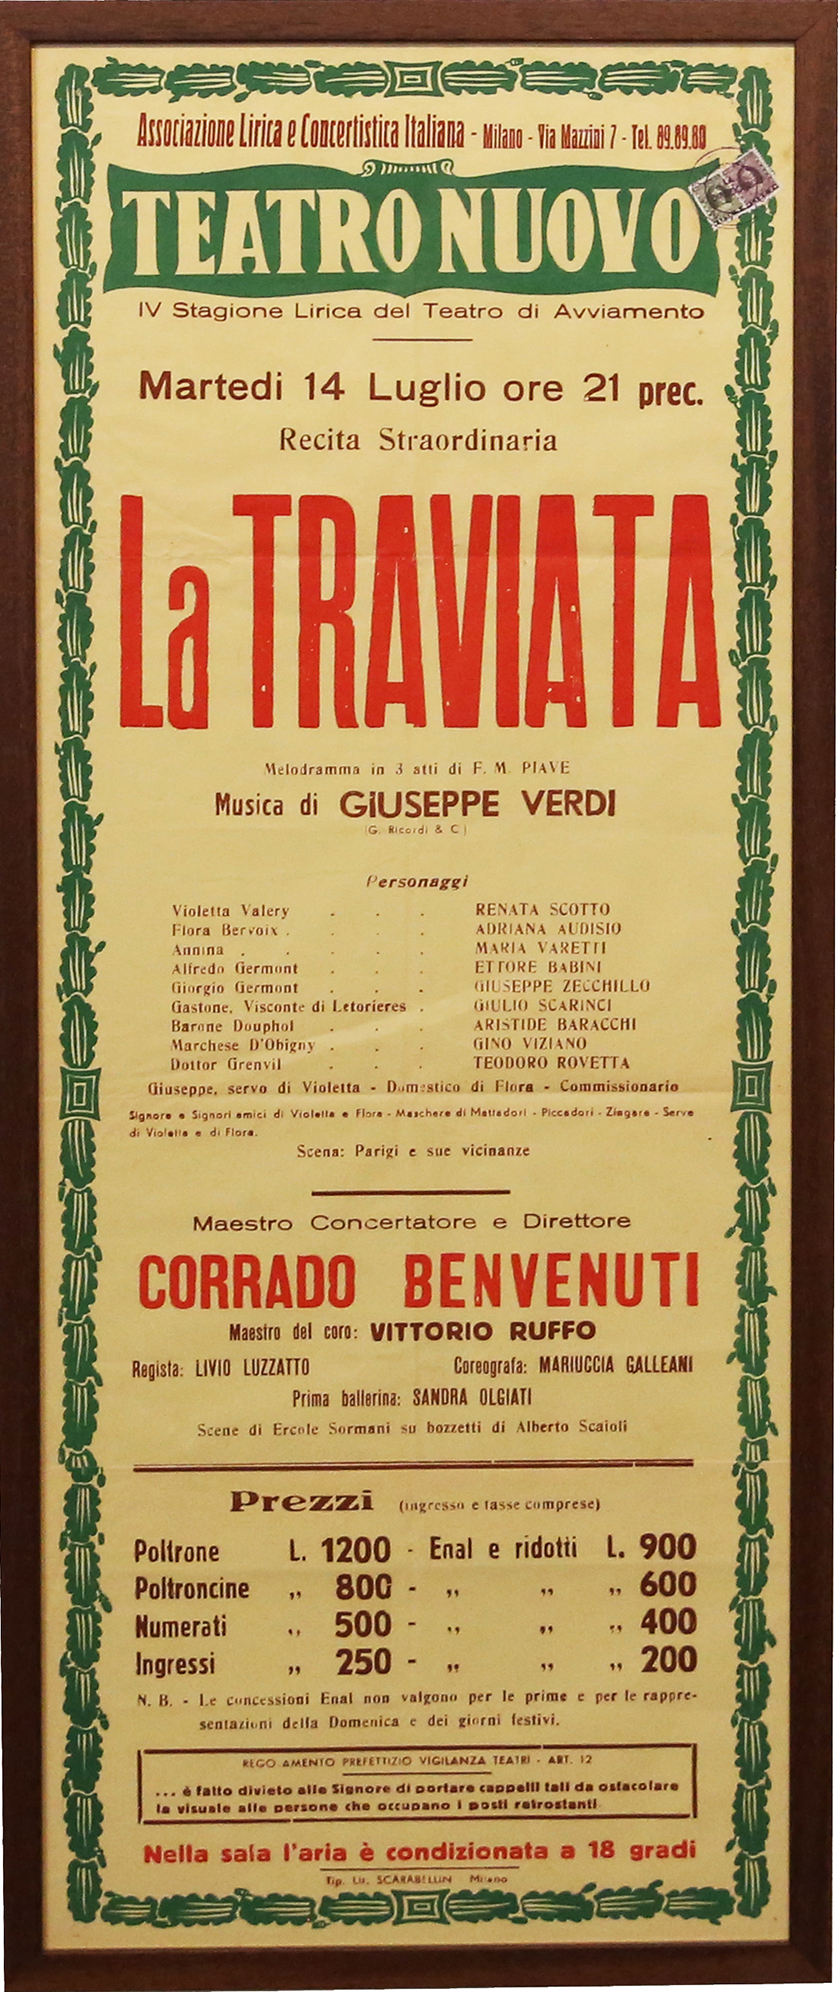 Associazione Lirica e Concertistica Italiana - Milano - Via Mazzini 7 - Tel. 89.89.80
TEATRO NUOVO
IV Stagione Lirica del Teatro di Avviamento
Martedi 14 Luglio ore 21 prec.
Recita Straordinaria
La TRAVIATA
Melodramma in 3 atti di F. M. PIAVE
Musica di GIUSEPPE VERDI
(G. Ricordi & C.)
Personaggi
Violetta Valery . . . RENATA SCOTTO
Flora Bervoix . . . . ADRIANA AUDISIO
Annina . . . . . MARIA VARETTI
Alfredo Germont . . . ETTORE BABINI
Giorgio Germont . . . GIUSEPPE ZECCHILLO
Gastone, Visconte di Letorieres . GIULIO SCARINCI
Barone Douphol . . . ARISTIDE BARACCHI
Marchese D'Obigny . . . GINO VIZIANO
Dottor Grenvil . . . TEODORO ROVETTA
Giuseppe, servo di Violetta - Domestico di Flora - Commissionario
Signore e Signori amici di Violetta e Flora - Maschere di Mattadori - Piccadori - Zingare - Serve
di Violetta e di Flora.
Scena: Parigi e sue vicinanze
Maestro Concertatore e Direttore
CORRADO BENVENUTI
Maestro del coro: VITTORIO RUFFO
Regista: LIVIO LUZZATTO Coreografa: MARIUCCIA GALLEANI
Prima ballerina: SANDRA OLGIATI
Scene di Ercole Sormani su bozzetti di Alberto Scaioli
Prezzi (ingresso e tasse comprese)
Poltrone L. 1200 - Enal e ridotti L. 900
Poltroncine ,, 800 - ,, ,, ,, 600
Numerati ,, 500 - ,, ,, ,, 400
Ingressi ,, 250 - ,, ,, ,, 200
N. B. - Le concessioni Enal non valgono per le prime e per le rappre-
sentazioni della Domenica e dei giorni festivi.
REGO AMENTO PREFETTIZIO VIGILANZA TEATRI - ART. 12
... è fatto divieto alle Signore di portare cappelli tali da ostacolare
la visuale alle persone che occupano i posti retrostanti
Nella sala l'aria è condizionata a 18 gradi
Tip. Lit. SCARABELLIN Milano